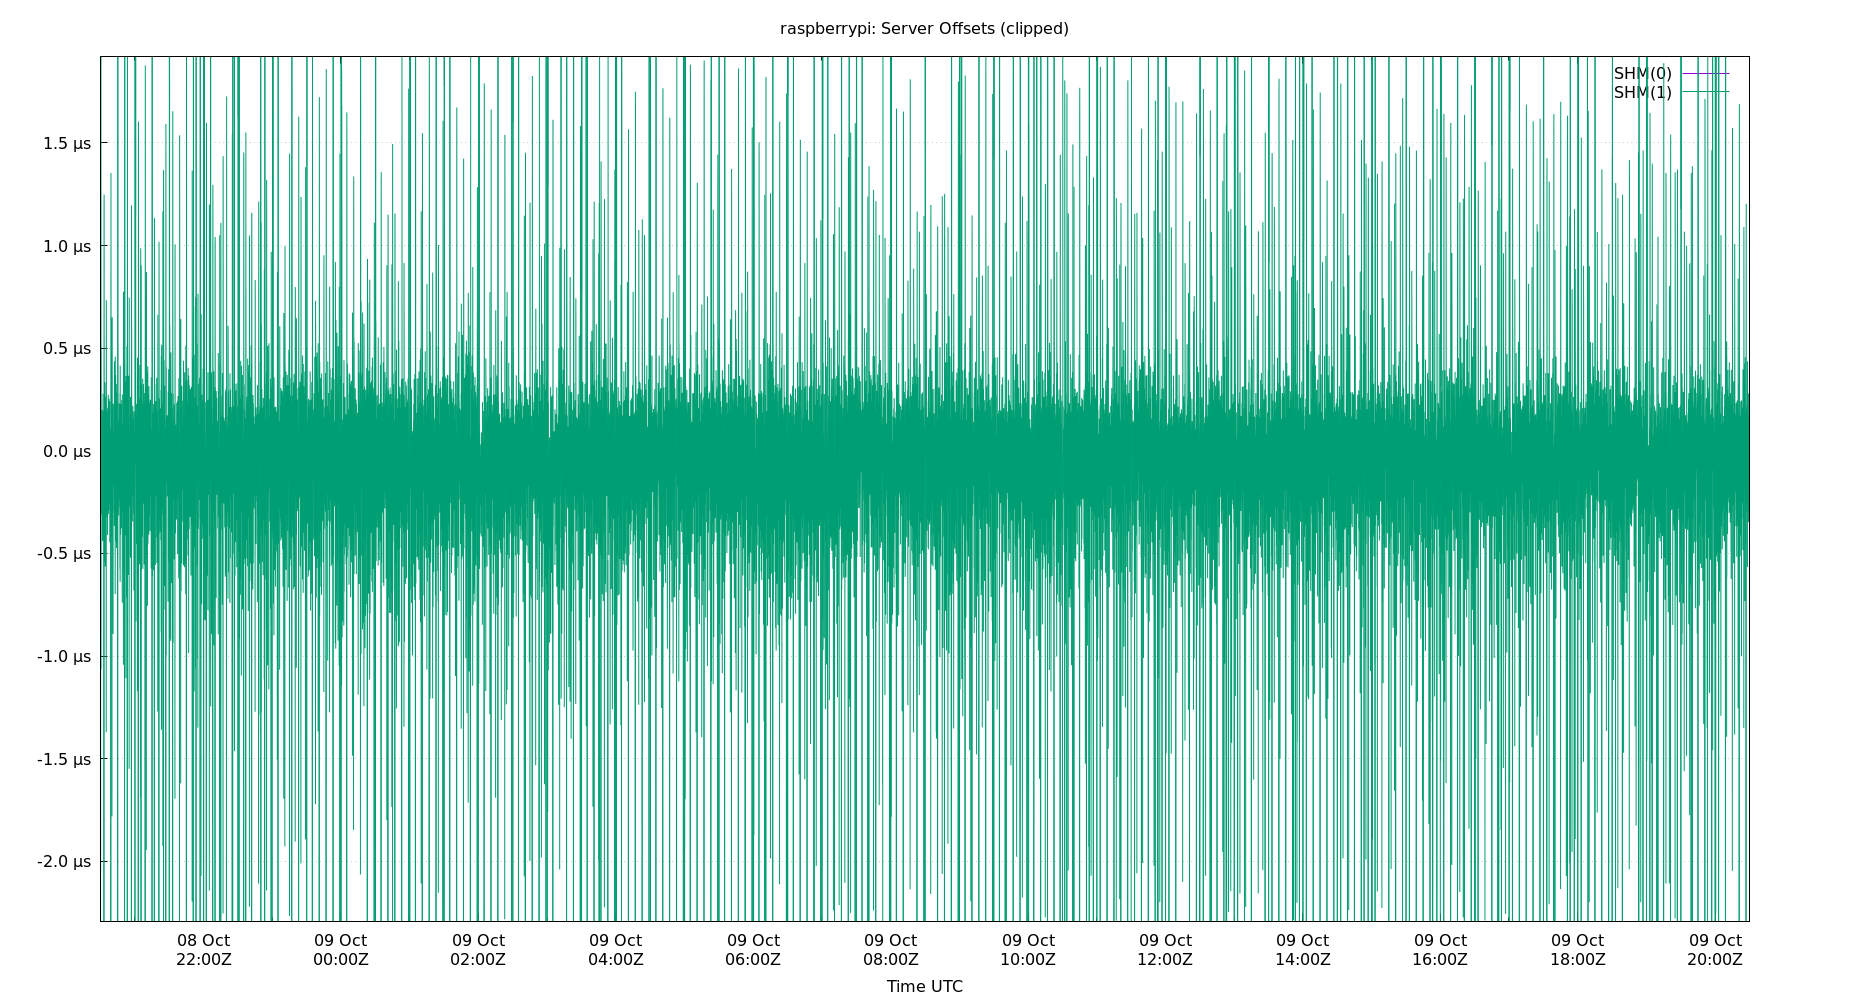 raspberrypi: Server Offsets (clipped)
SHM(0)
SHM(1)
1.5 µs
1.0 µs
0.5 µs
0.0 µs
-0.5 µs
-1.0 µs
-1.5 µs
-2.0 µs
08 Oct 09 Oct 09 Oct 09 Oct 09 Oct 09 Oct 09 Oct 09 Oct 09 Oct 09 Oct 09 Oct 09 Oct
22:00Z 00:00Z 02:00Z 04:00Z 06:00Z 08:00Z 10:00Z 12:00Z 14:00Z 16:00Z 18:00Z 20:00Z
Time UTC